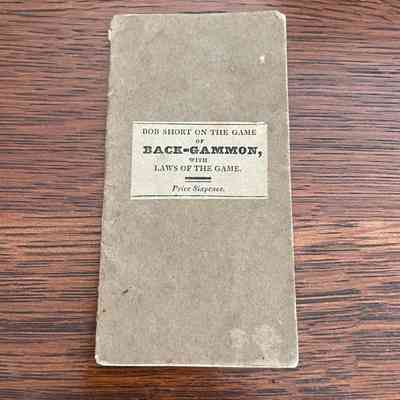 BOB SHORT ON THE GAME
OF
BACK-GAMMON,
WITH
LAWS OF THE GAME.
Price Sixpence.